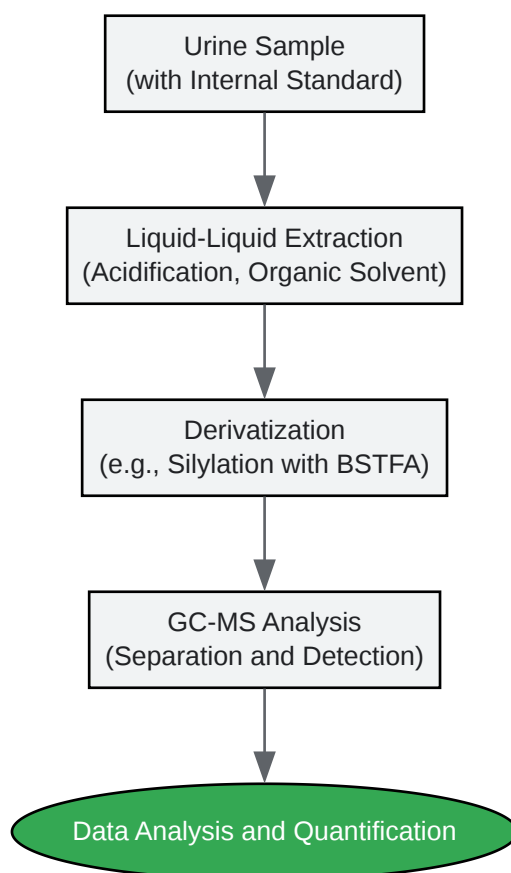 Urine Sample
(with Internal Standard)
Liquid-Liquid Extraction
(Acidification, Organic Solvent)
Derivatization
(e.g., Silylation with BSTFA)
GC-MS Analysis
(Separation and Detection)
Data Analysis and Quantification